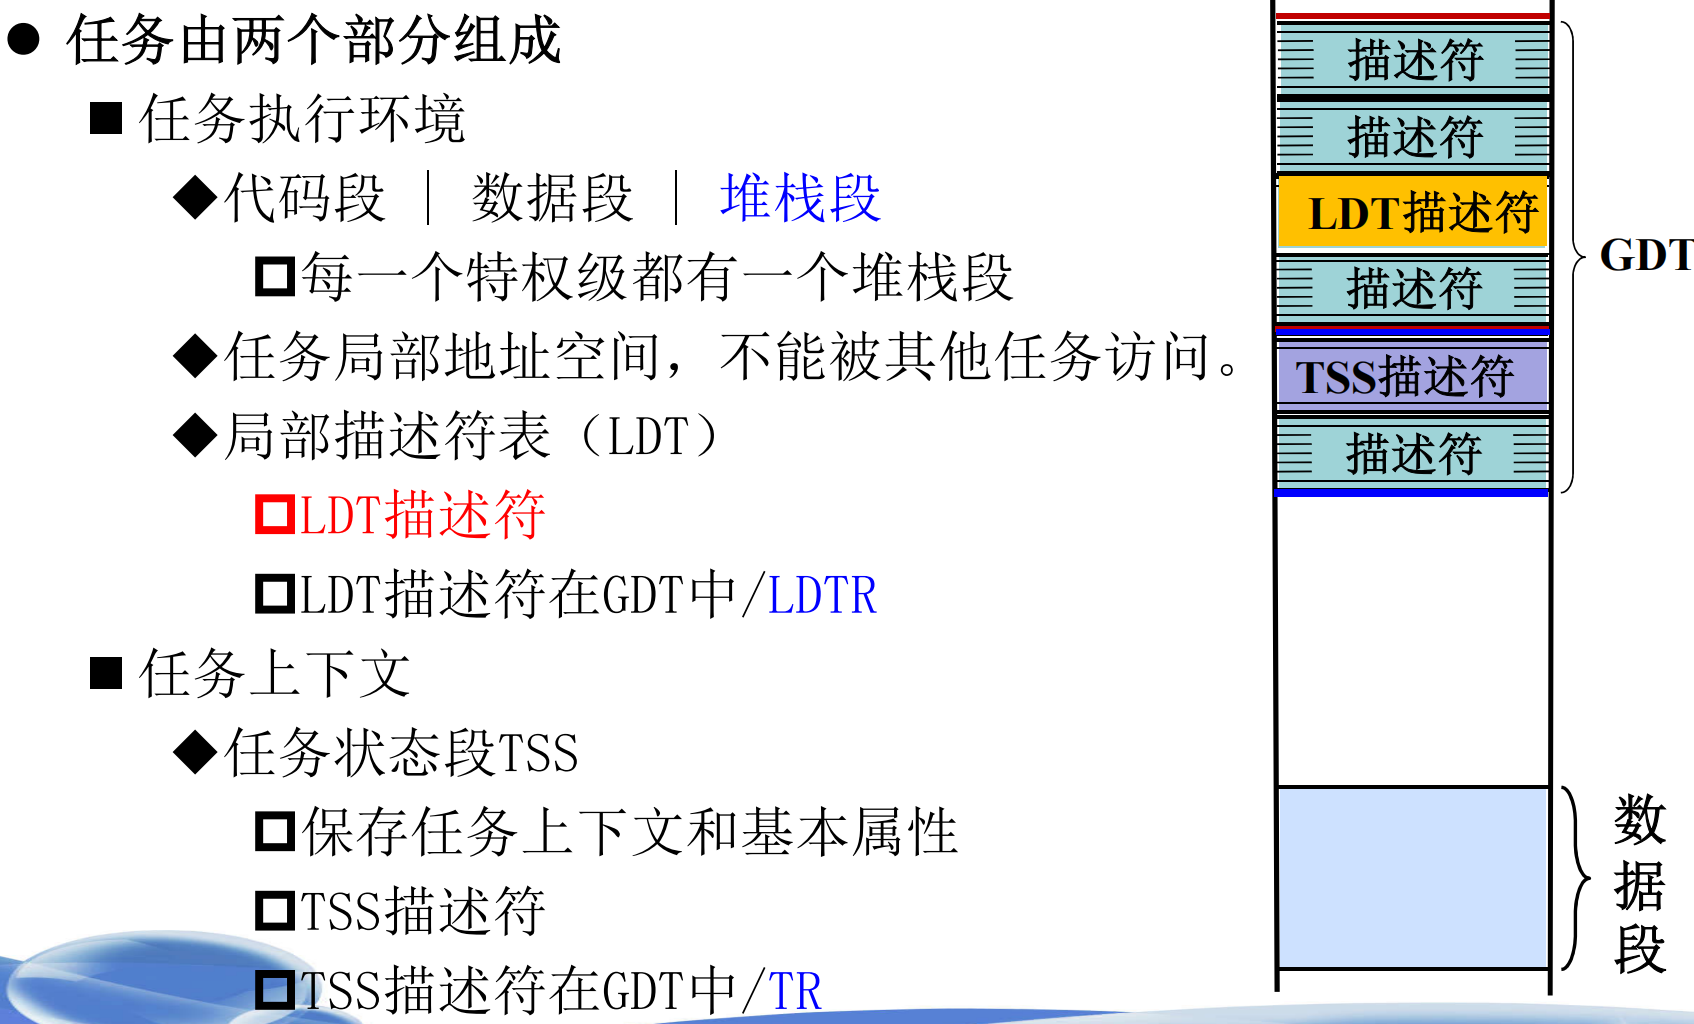 ● 任务由两个部分组成
■ 任务执行环境
◆代码段 | 数据段 | 堆栈段
每一个特权级都有一个堆栈段
◆任务局部地址空间，不能被其他任务访问。
◆局部描述符表（LDT）
LDT描述符
LDT描述符在GDT中/LDTR
■ 任务上下文
◆任务状态段TSS
保存任务上下文和基本属性
TSS描述符
TSS描述符在GDT中/TR
描述符
描述符
LDT描述符
描述符
TSS描述符
描述符
GDT
数
据
段